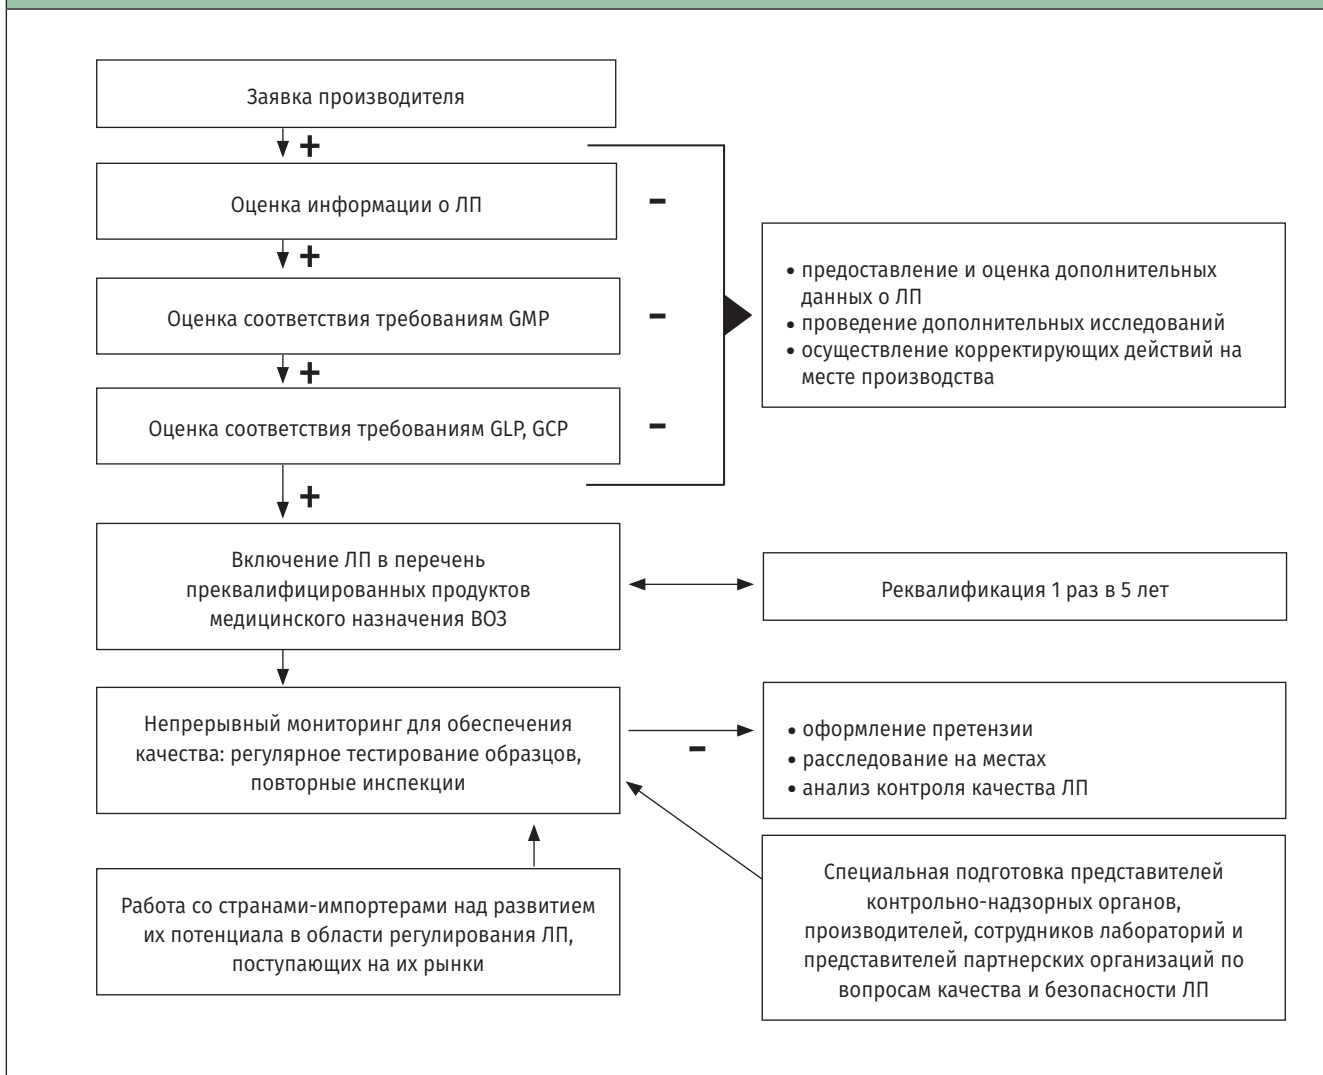 Заявка производителя
+
Оценка информации о ЛП
–
+
Оценка соответствия требованиям GMP
–
+
Оценка соответствия требованиям GLP, GCP
–
+
• предоставление и оценка дополнительных
данных о ЛП
• проведение дополнительных исследований
• осуществление корректирующих действий на
месте производства
Включение ЛП в перечень
преквалифицированных продуктов
медицинского назначения ВОЗ
Реквалификация 1 раз в 5 лет
Непрерывный мониторинг для обеспечения
качества: регулярное тестирование образцов,
повторные инспекции
–
• оформление претензии
• расследование на местах
• анализ контроля качества ЛП
Работа со странами-импортерами над развитием
их потенциала в области регулирования ЛП,
поступающих на их рынки
Специальная подготовка представителей
контрольно-надзорных органов,
производителей, сотрудников лабораторий и
представителей партнерских организаций по
вопросам качества и безопасности ЛП